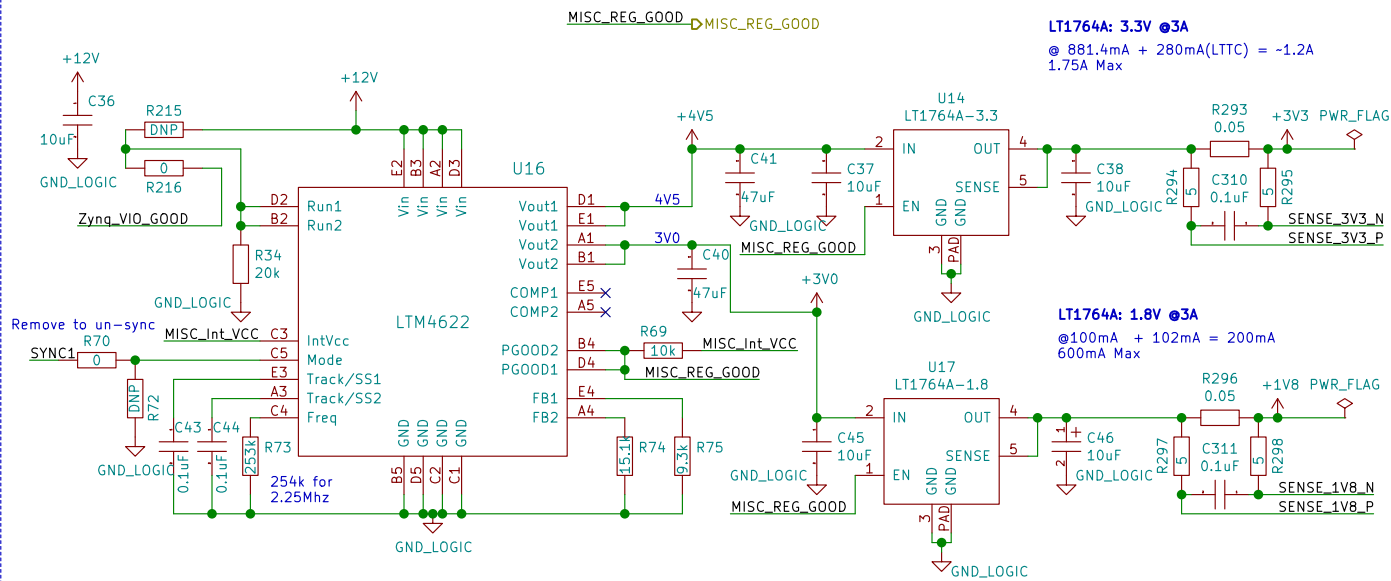 MISC_REG_GOOD
MISC_REG_GOOD
LT1764A: 3.3V @3A
@ 881.4mA + 280mA(LTTC) = ~1.2A
1.75A Max
+12V
C36
10uF
GND_LOGIC
R215
DNP
0
R216
Zynq_VIO_GOOD
+12V
E2
B3
A2
D3
Vin
Vin
Vin
Vin
U16
D2
Run1
B2
Run2
R34
20k
GND_LOGIC
Remove to un-sync
SYNC1
R70
0
MISC_Int_VCC
C3
IntVcc
C5
Mode
E3
Track/SS1
A3
Track/SS2
C4
Freq
DNP
R72
GND_LOGIC
C43
0.1uF
C44
0.1uF
253k
R73
254k for
2.25Mhz
LTM4622
GND
GND
GND
GND
B5
D5
C2
C1
GND_LOGIC
Vout1
D1
Vout1
E1
Vout2
A1
Vout2
B1
COMP1
E5
COMP2
A5
PGOOD2
B4
PGOOD1
D4
FB1
E4
FB2
A4
4V5
3V0
C40
47uF
R69
10k
MISC_Int_VCC
MISC_REG_GOOD
15.1k
R74
9.3k
R75
+4V5
C41
47uF
GND_LOGIC
C37
10uF
MISC_REG_GOOD
U14
LT1764A-3.3
2
IN
OUT
4
SENSE
5
1
EN
GND
GND
3
PAD
GND_LOGIC
C38
10uF
GND_LOGIC
R293
0.05
+3V3
PWR_FLAG
R294
5
C310
0.1uF
5
R295
SENSE_3V3_N
SENSE_3V3_P
+3V0
LT1764A: 1.8V @3A
@100mA + 102mA = 200mA
600mA Max
U17
LT1764A-1.8
2
IN
OUT
4
SENSE
5
1
EN
GND
GND
3
PAD
GND_LOGIC
C45
10uF
GND_LOGIC
MISC_REG_GOOD
1
+
2
C46
10uF
GND_LOGIC
R296
0.05
+1V8
PWR_FLAG
R297
5
C311
0.1uF
5
R298
SENSE_1V8_N
SENSE_1V8_P